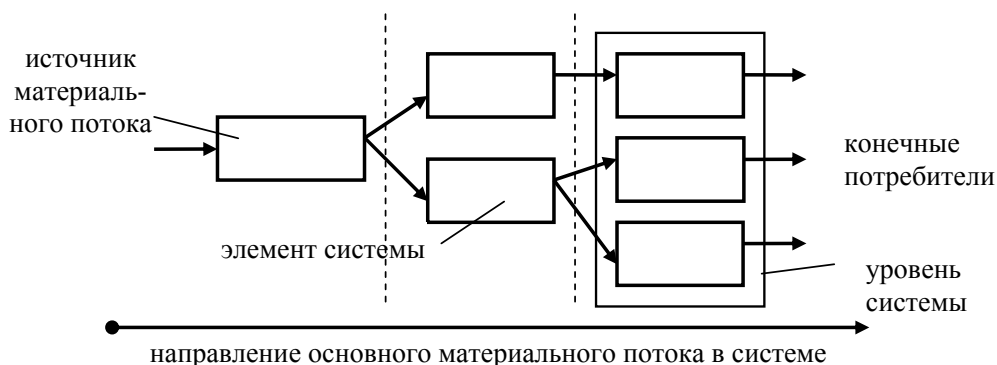 источник
материаль-
ного потока
конечные
потребители
элемент системы
уровень
системы
направление основного материального потока в системе